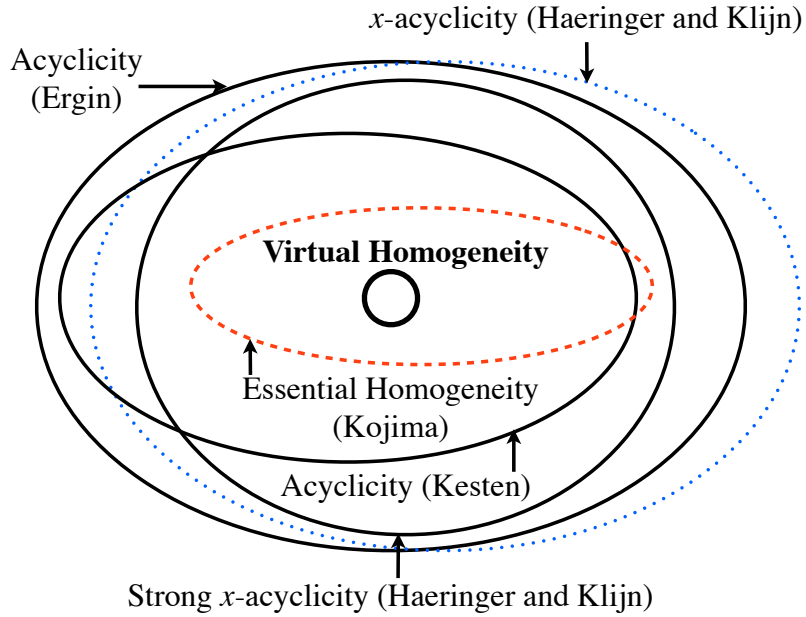 x-acyclicity (Haeringer and Klijn)
Acyclicity
(Ergin)
Virtual Homogeneity
Essential Homogeneity
(Kojima)
Acyclicity (Kesten)
Strong x-acyclicity (Haeringer and Klijn)